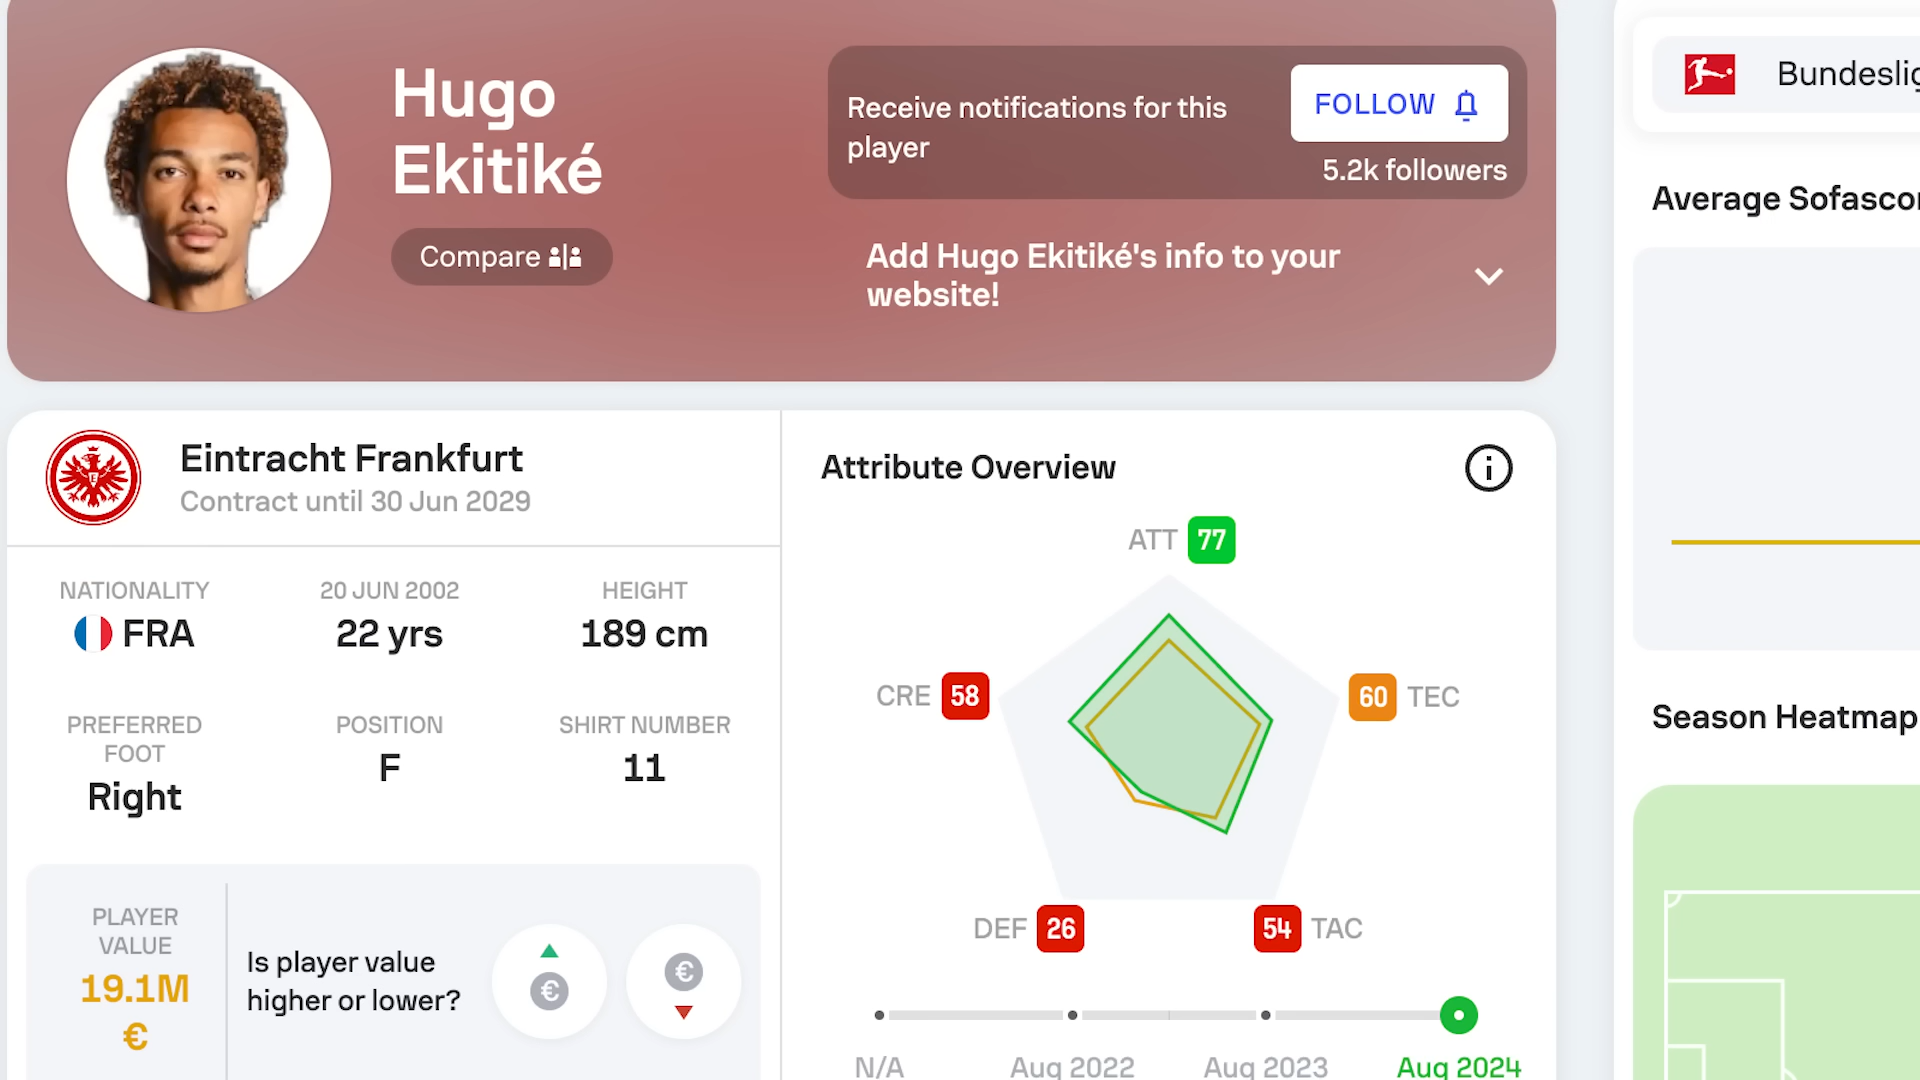 Hugo
Ekitiké
Compare
Receive notifications for this
player
FOLLOW
5.2k followers
Add Hugo Ekitiké's info to your
website!
Eintracht Frankfurt
Contract until 30 Jun 2029
NATIONALITY
FRA
20 JUN 2002
22 yrs
HEIGHT
189 cm
PREFERRED
FOOT
Right
POSITION
F
SHIRT NUMBER
11
PLAYER
VALUE
19.1M
€
Is player value
higher or lower?
€
€
Attribute Overview
ATT 77
CRE 58
60 TEC
DEF 26
54 TAC
N/A
Aug 2022
Aug 2023
Aug 2024
Bundeslig
Average Sofascor
Season Heatmap